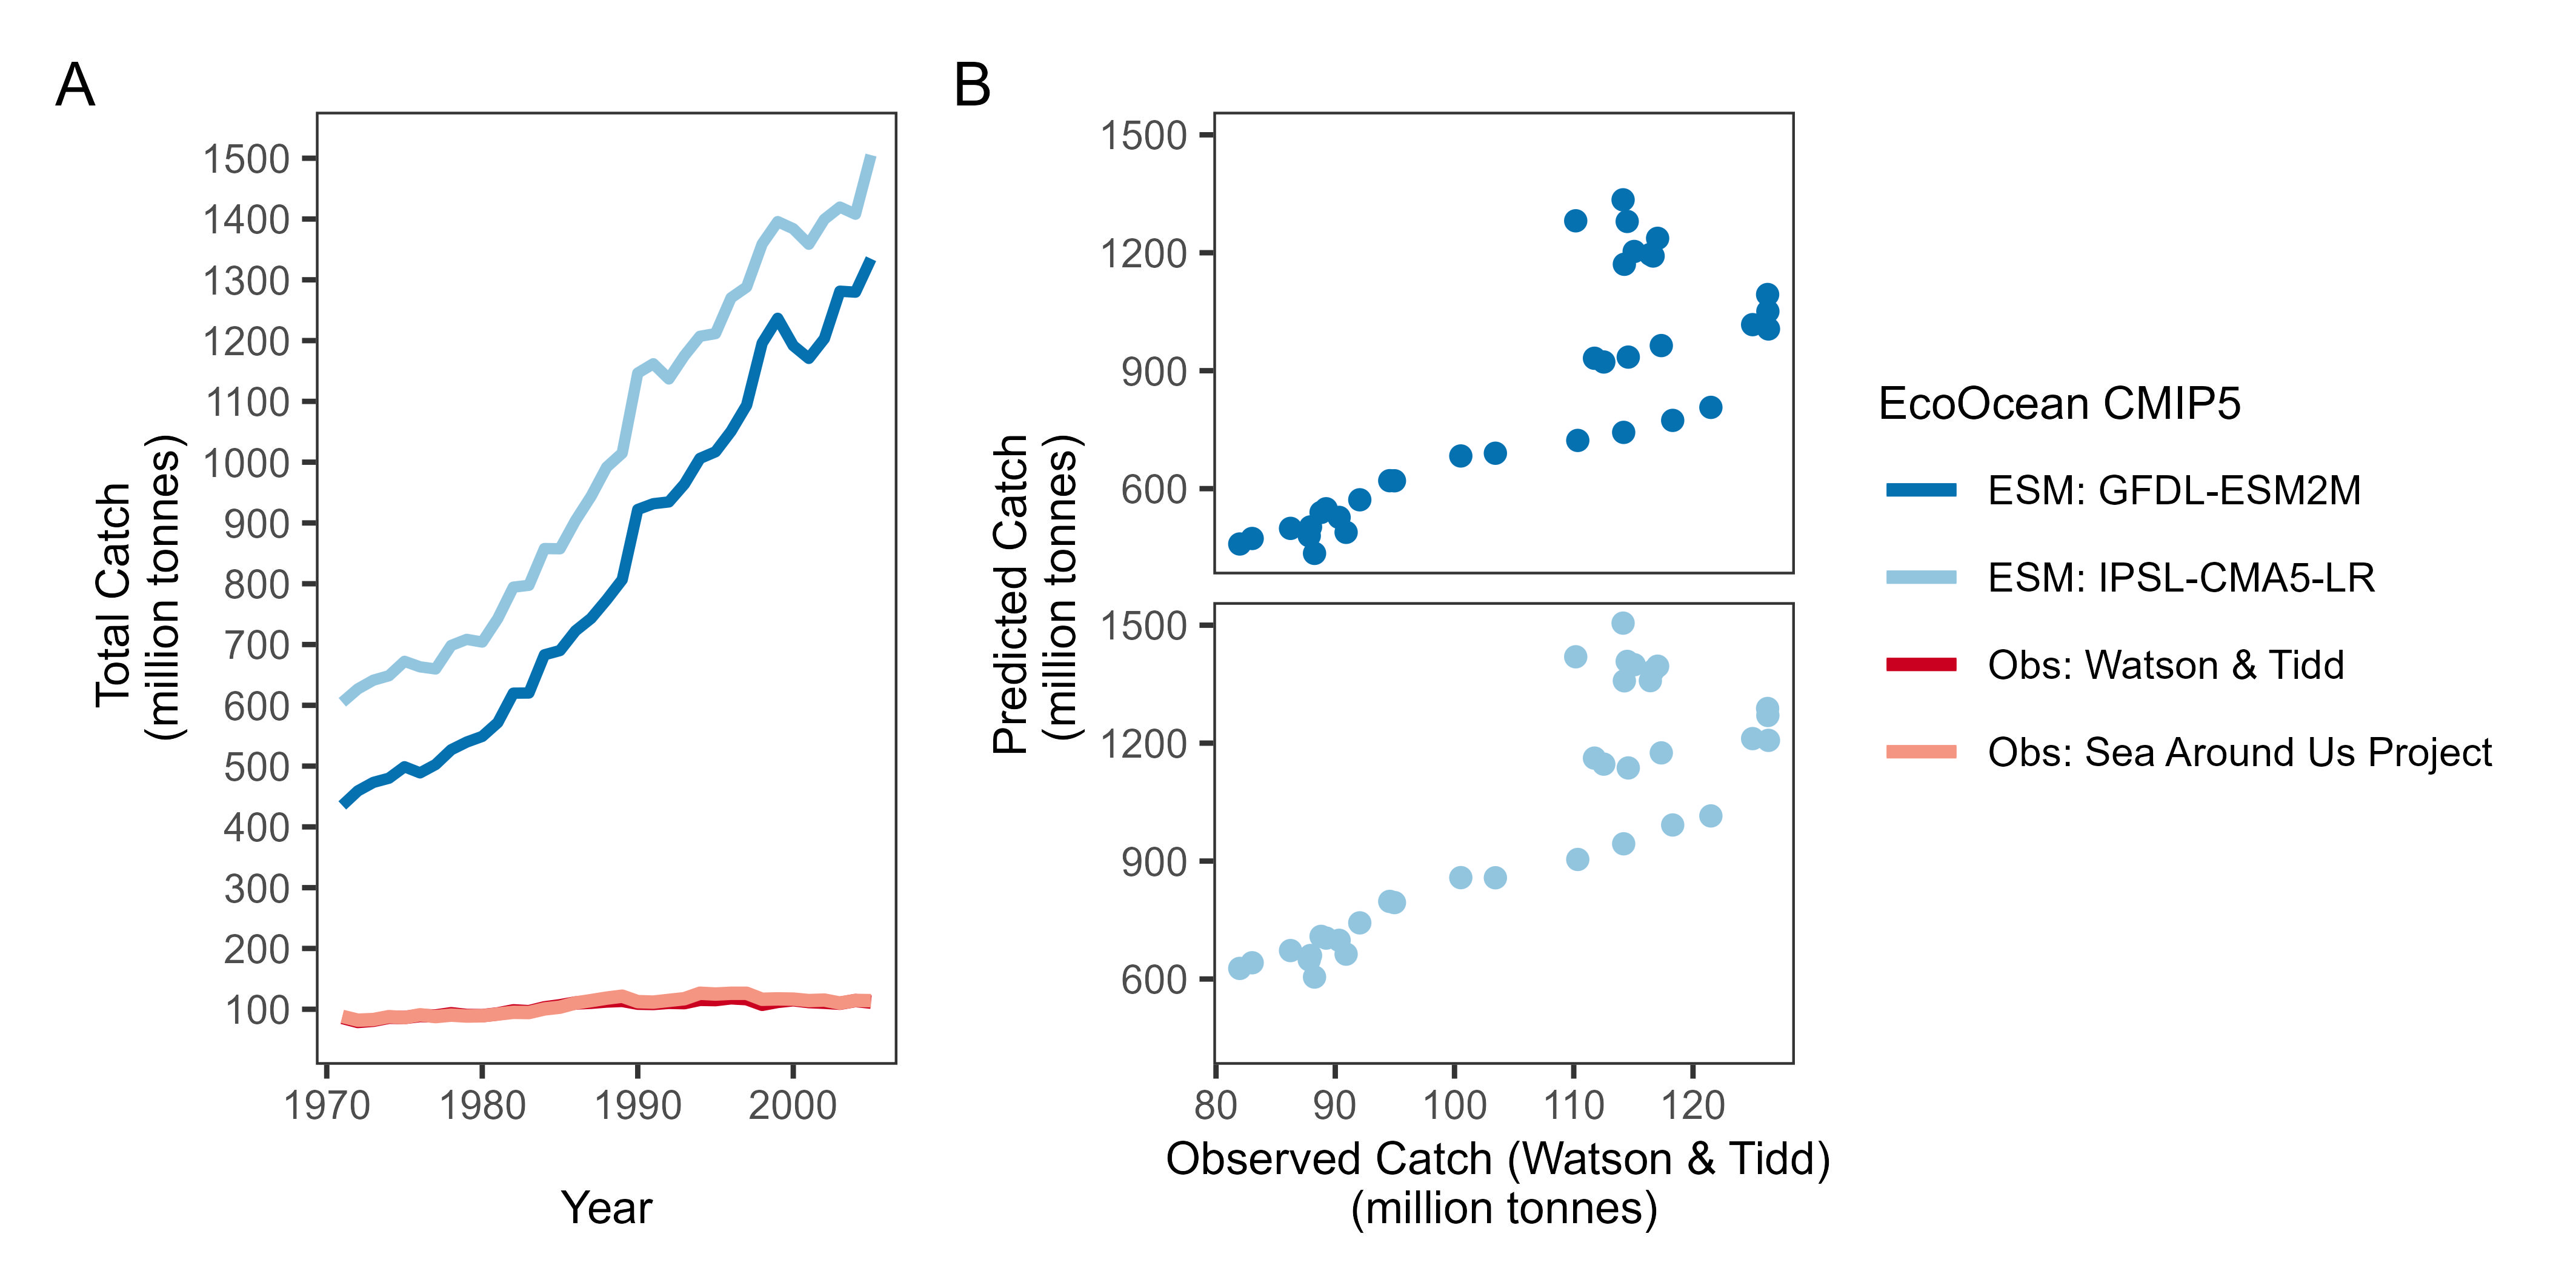 A
Total Catch
(million tonnes)
1500
1400
1300
1200
1100
1000
900
800
700
600
500
400
300
200
100
1970 1980 1990 2000
Year
B
Predicted Catch
(million tonnes)
1500
1200
900
600
1500
1200
900
600
80 90 100 110 120
Observed Catch (Watson & Tidd)
(million tonnes)
EcoOcean CMIP5
ESM: GFDL-ESM2M
ESM: IPSL-CMA5-LR
Obs: Watson & Tidd
Obs: Sea Around Us Project